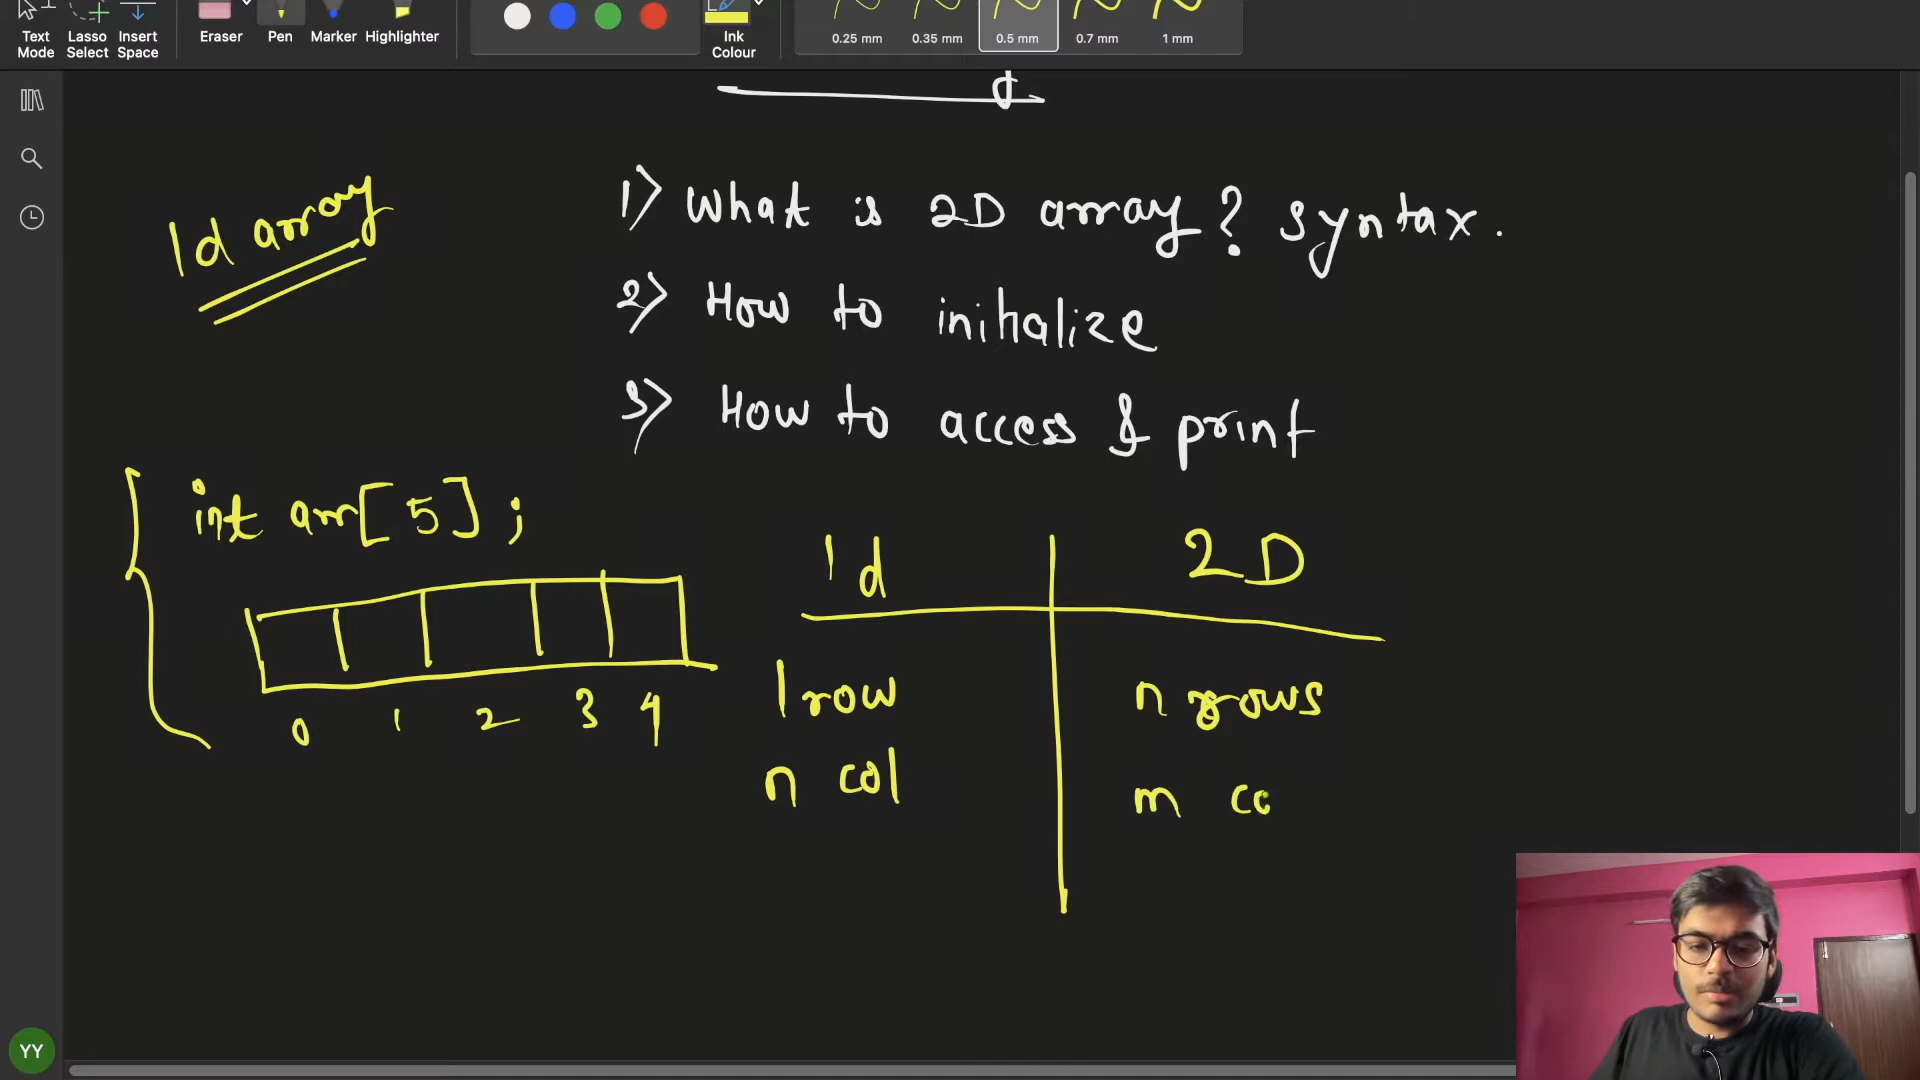 Text Mode
Lasso Select
Insert Space
Eraser
Pen
Marker
Highlighter
Ink Colour
0.25 mm
0.35 mm
0.5 mm
0.7 mm
1 mm
1d array
1) What is 2D array? Syntax.
2) How to initialize
3) How to access & print
int arr[5];
0 1 2 3 4
1d 2D
1 row n rows
n col m co
YY